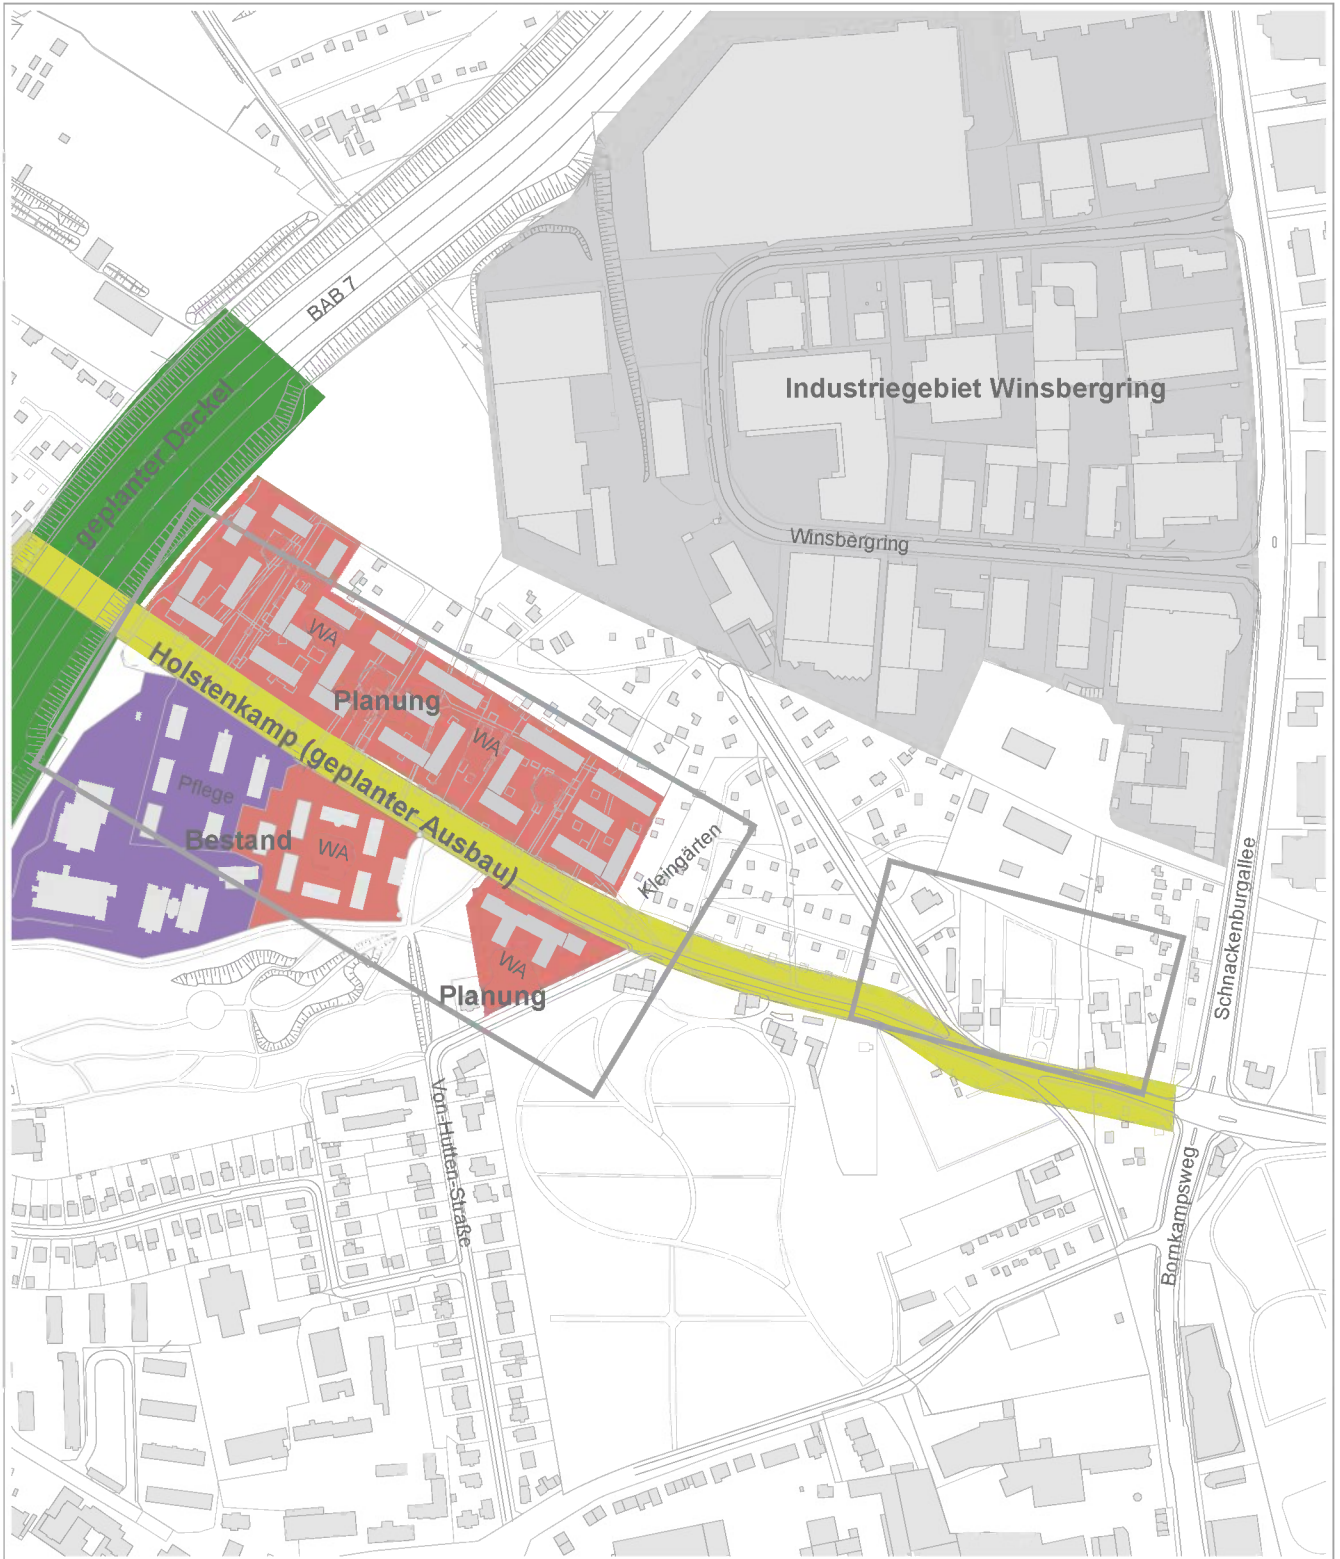 BAB 7
geplanter Deckel
Industriegebiet Winsbergring
Winsbergring
WA
Planung
WA
Holstenkamp (geplanter Ausbau)
Pflege
Bestand
WA
Kleingärten
WA
Planung
Schnackenburgallee
Von-Hutten-Straße
Bornkampsweg